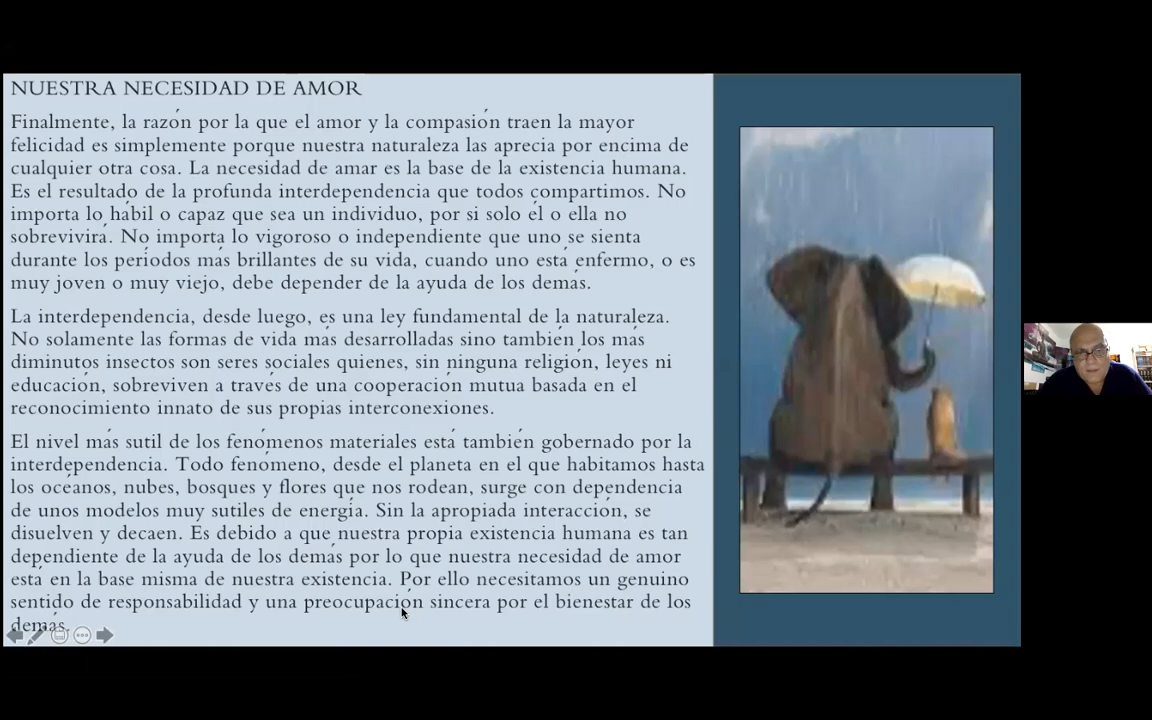 NUESTRA NECESIDAD DE AMOR
Finalmente, la razón por la que el amor y la compasión traen la mayor
felicidad es simplemente porque nuestra naturaleza las aprecia por encima de
cualquier otra cosa. La necesidad de amar es la base de la existencia humana.
Es el resultado de la profunda interdependencia que todos compartimos. No
importa lo hábil o capaz que sea un individuo, por si solo él o ella no
sobrevivirá. No importa lo vigoroso o independiente que uno se sienta
durante los períodos más brillantes de su vida, cuando uno está enfermo, o es
muy joven o muy viejo, debe depender de la ayuda de los demás.
La interdependencia, desde luego, es una ley fundamental de la naturaleza.
No solamente las formas de vida más desarrolladas sino también los más
diminutos insectos son seres sociales quienes, sin ninguna religión, leyes ni
educación, sobreviven a través de una cooperación mutua basada en el
reconocimiento innato de sus propias interconexiones.
El nivel más sutil de los fenómenos materiales está también gobernado por la
interdependencia. Todo fenómeno, desde el planeta en el que habitamos hasta
los océanos, nubes, bosques y flores que nos rodean, surge con dependencia
de unos modelos muy sutiles de energía. Sin la apropiada interacción, se
disuelven y decaen. Es debido a que nuestra propia existencia humana es tan
dependiente de la ayuda de los demás por lo que nuestra necesidad de amor
está en la base misma de nuestra existencia. Por ello necesitamos un genuino
sentido de responsabilidad y una preocupación sincera por el bienestar de los
demás.